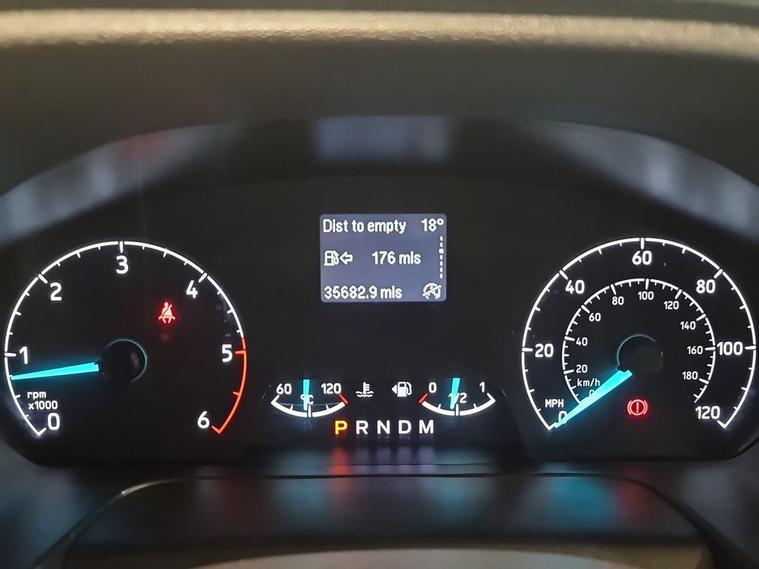 Dist to empty 18°
176 mls
35682.9 mls
0 1 2 3 4 5 6
rpm
x1000
60 °C 120
0 1/2 1
P R N D M
0 20 40 60 80 100 120
MPH
0 20 40 60 80 100 120 140 160 180
km/h